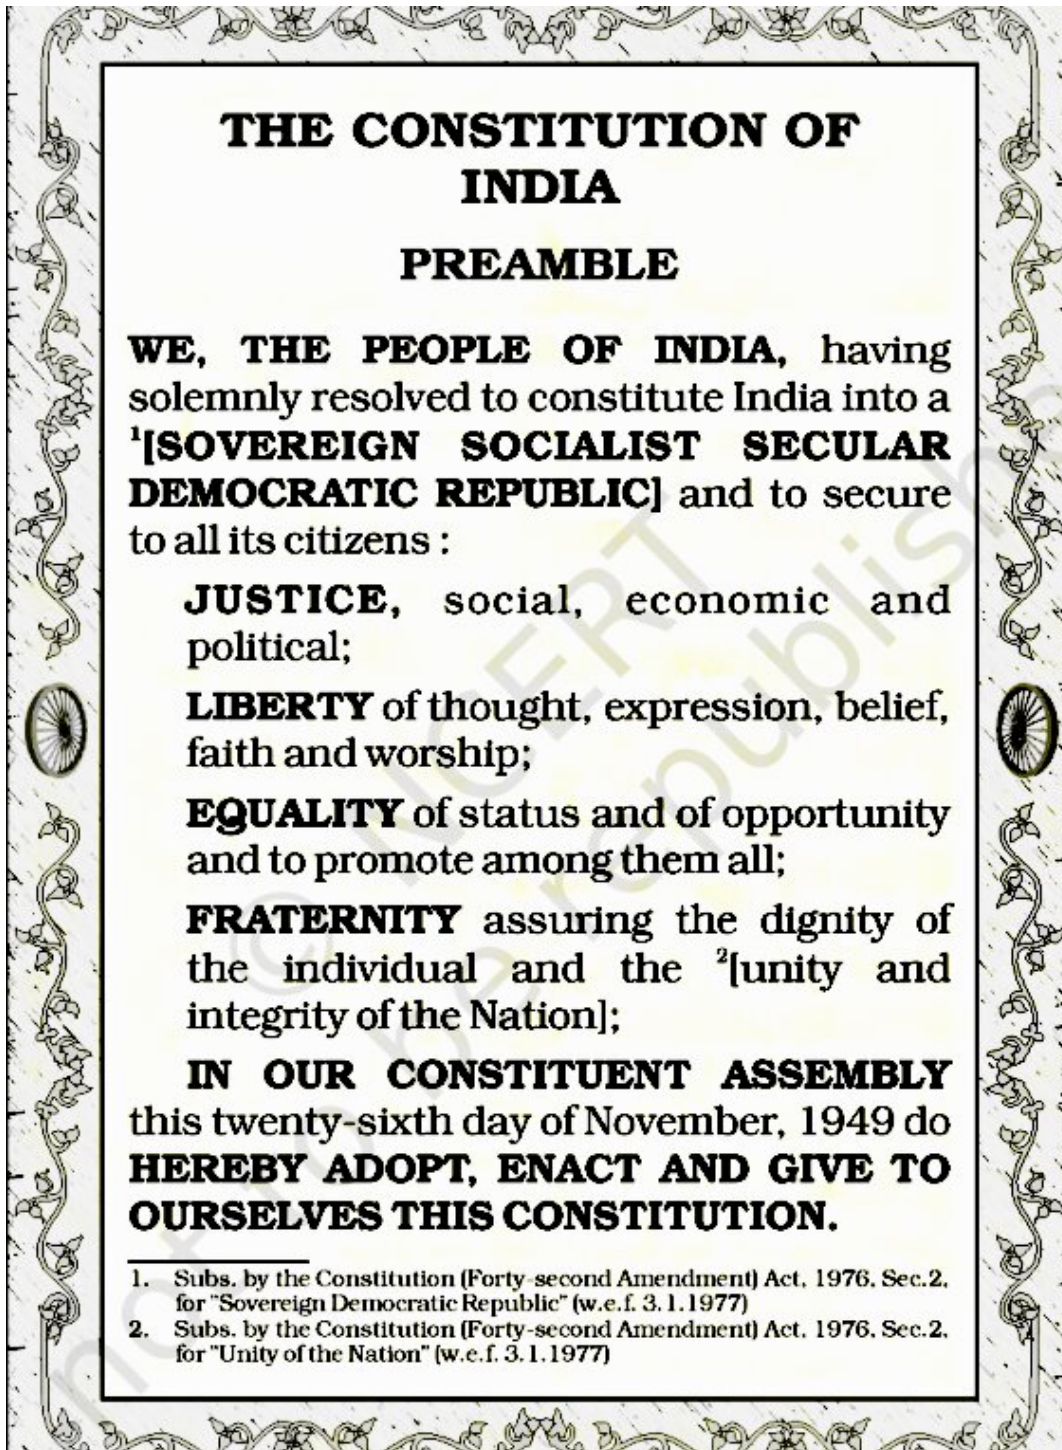 THE CONSTITUTION OF
INDIA
PREAMBLE
WE, THE PEOPLE OF INDIA, having
solemnly resolved to constitute India into a
¹[SOVEREIGN SOCIALIST SECULAR
DEMOCRATIC REPUBLIC] and to secure
to all its citizens :
JUSTICE, social, economic and
political;
LIBERTY of thought, expression, belief,
faith and worship;
EQUALITY of status and of opportunity
and to promote among them all;
FRATERNITY assuring the dignity of
the individual and the ²[unity and
integrity of the Nation];
IN OUR CONSTITUENT ASSEMBLY
this twenty-sixth day of November, 1949 do
HEREBY ADOPT, ENACT AND GIVE TO
OURSELVES THIS CONSTITUTION.
1. Subs. by the Constitution (Forty-second Amendment) Act, 1976, Sec.2,
for "Sovereign Democratic Republic" (w.e.f. 3.1.1977)
2. Subs. by the Constitution (Forty-second Amendment) Act, 1976, Sec.2,
for "Unity of the Nation" (w.e.f. 3.1.1977)
© NCERT
not to be republish